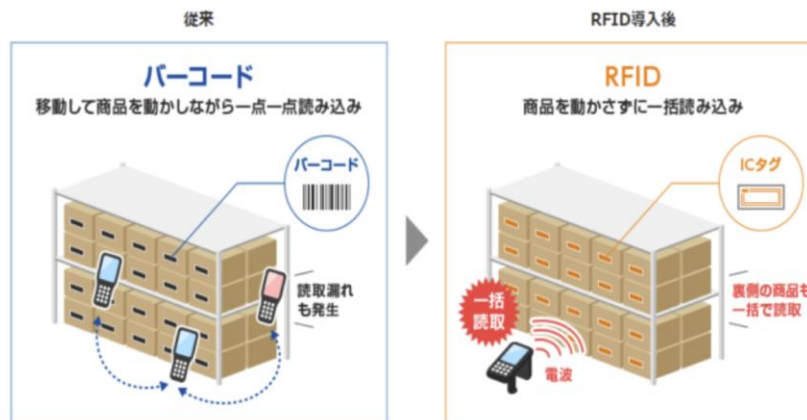 従来
バーコード
移動して商品を動かしながら一点一点読み込み
バーコード
読取漏れ
も発生
RFID導入後
RFID
商品を動かさずに一括読み込み
ICタグ
一括
読取
電波
裏側の商品も
一括で読取